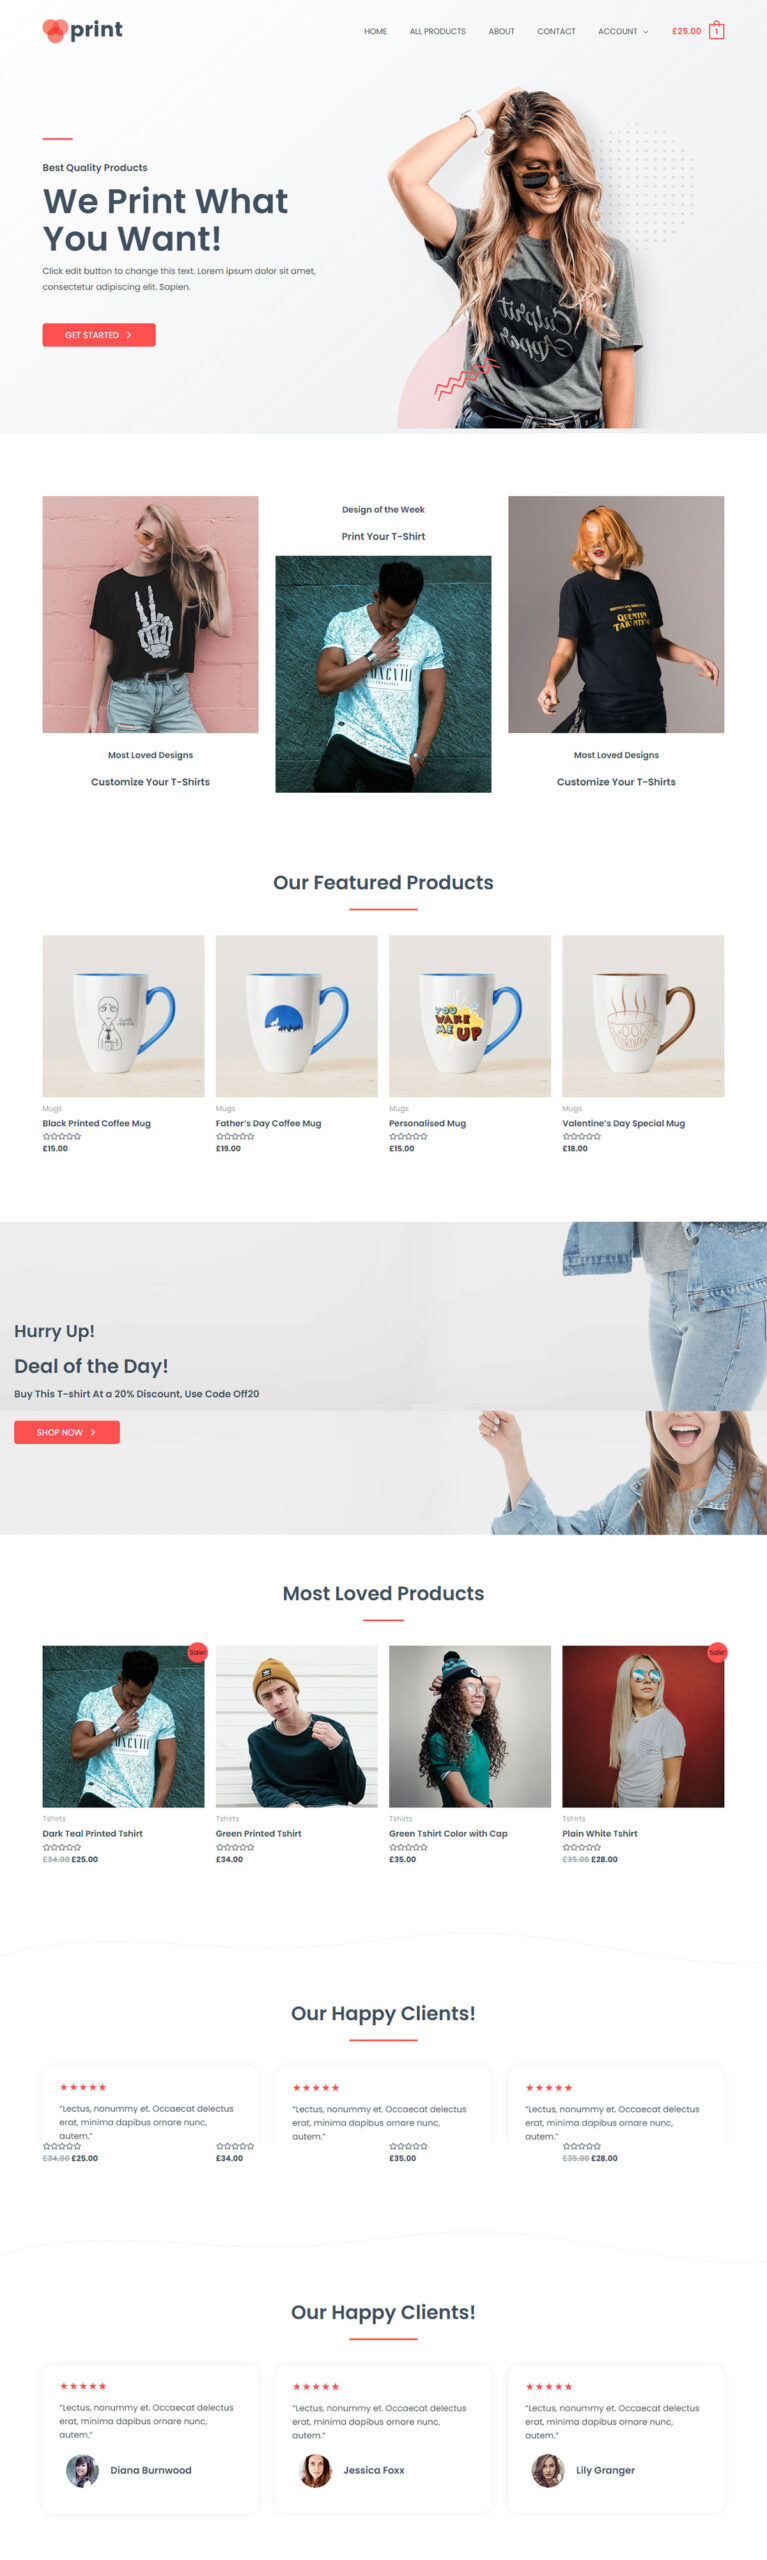 print
HOME ALL PRODUCTS ABOUT CONTACT ACCOUNT £25.00 1
Best Quality Products
We Print What
You Want!
Click edit button to change this text. Lorem ipsum dolor sit amet,
consectetur adipiscing elit. Sapien.
GET STARTED
Culprit
Design of the Week
Print Your T-Shirt
MXCVIII
QUENTIN
TARANTINO
Most Loved Designs
Customize Your T-Shirts
Most Loved Designs
Customize Your T-Shirts
Our Featured Products
YOU
WAKE
ME UP
GOOD
MORNING
Mugs Mugs Mugs Mugs
Black Printed Coffee Mug Father's Day Coffee Mug Personalised Mug Valentine's Day Special Mug
£15.00 £19.00 £15.00 £18.00
Hurry Up!
Deal of the Day!
Buy This T-shirt At a 20% Discount, Use Code Off20
SHOP NOW
Most Loved Products
Sale! Sale!
MXCVIII
Tshirts Tshirts Tshirts Tshirts
Dark Teal Printed Tshirt Green Printed Tshirt Green Tshirt Color with Cap Plain White Tshirt
£34.00 £25.00 £34.00 £35.00 £35.00 £28.00
Our Happy Clients!
"Lectus, nonummy et. Occaecat delectus
erat, minima dapibus ornare nunc,
autem."
"Lectus, nonummy et. Occaecat delectus
erat, minima dapibus ornare nunc,
autem."
"Lectus, nonummy et. Occaecat delectus
erat, minima dapibus ornare nunc,
autem."
£34.00 £25.00 £34.00 £35.00 £35.00 £28.00
Our Happy Clients!
"Lectus, nonummy et. Occaecat delectus
erat, minima dapibus ornare nunc,
autem."
Diana Burnwood
"Lectus, nonummy et. Occaecat delectus
erat, minima dapibus ornare nunc,
autem."
Jessica Foxx
"Lectus, nonummy et. Occaecat delectus
erat, minima dapibus ornare nunc,
autem."
Lily Granger